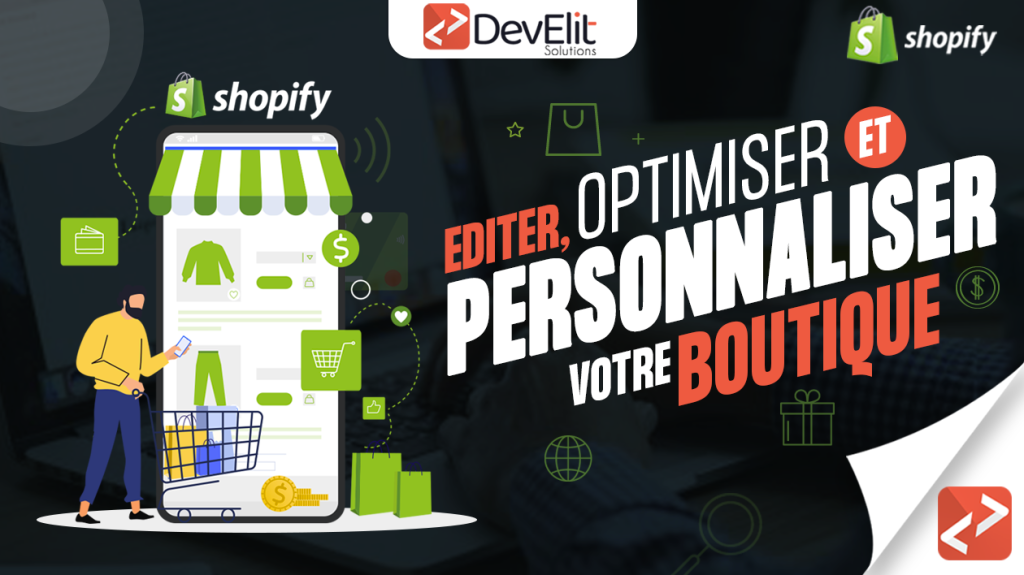 DevElit
Solutions
shopify
shopify
EDITER, OPTIMISER ET
PERSONNALISER
VOTRE BOUTIQUE